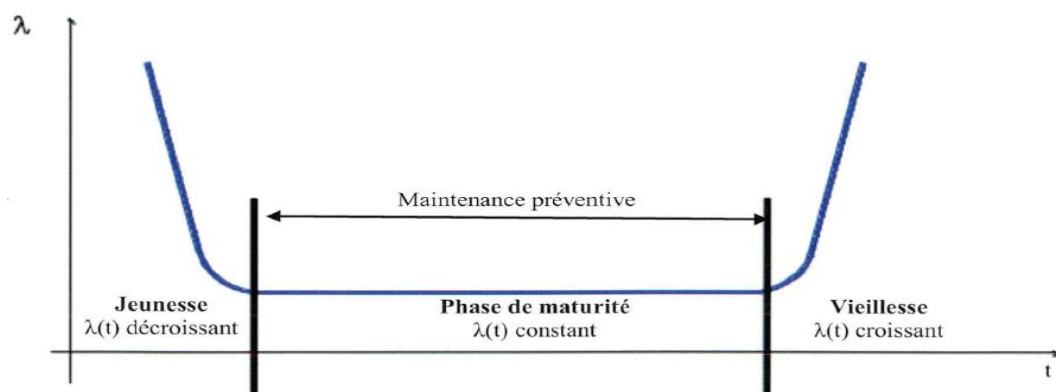 λ
Maintenance préventive
Jeunesse
λ(t) décroissant
Phase de maturité
λ(t) constant
Vieillesse
λ(t) croissant
t